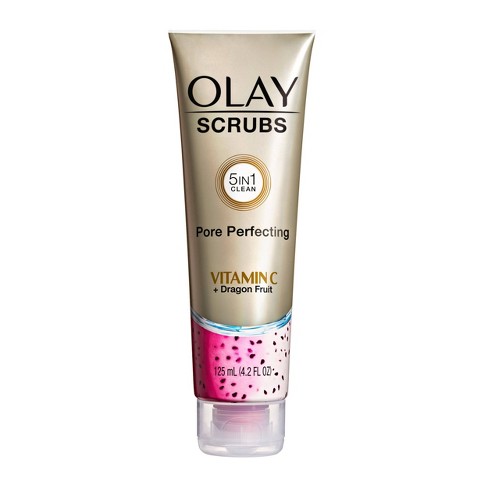 OLAY
SCRUBS
5IN1
CLEAN
Pore Perfecting
VITAMIN C
+ Dragon Fruit
125 mL (4.2 FL OZ)